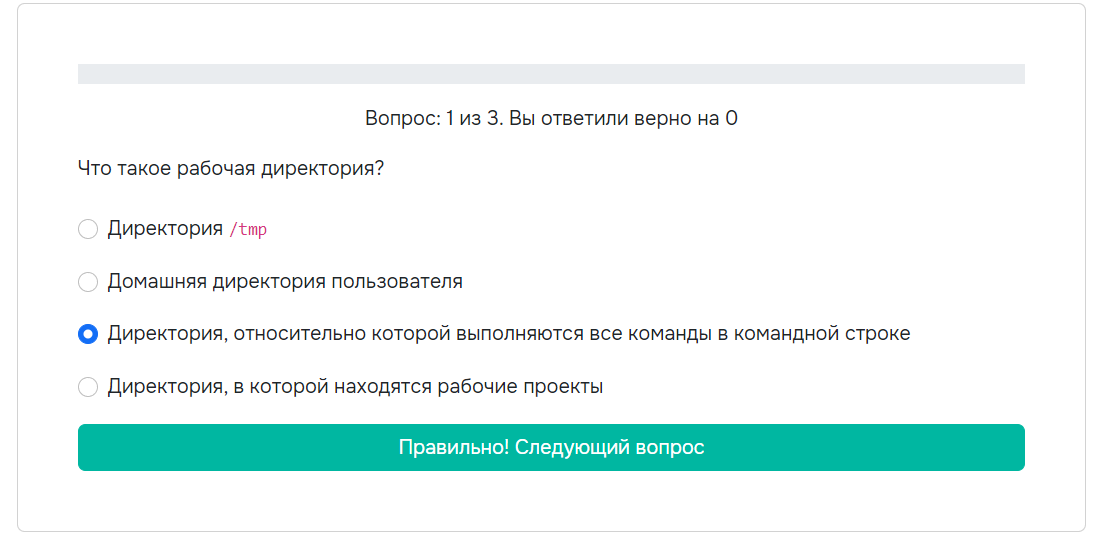 Вопрос: 1 из 3. Вы ответили верно на 0
Что такое рабочая директория?
Директория /tmp
Домашняя директория пользователя
Директория, относительно которой выполняются все команды в командной строке
Директория, в которой находятся рабочие проекты
Правильно! Следующий вопрос